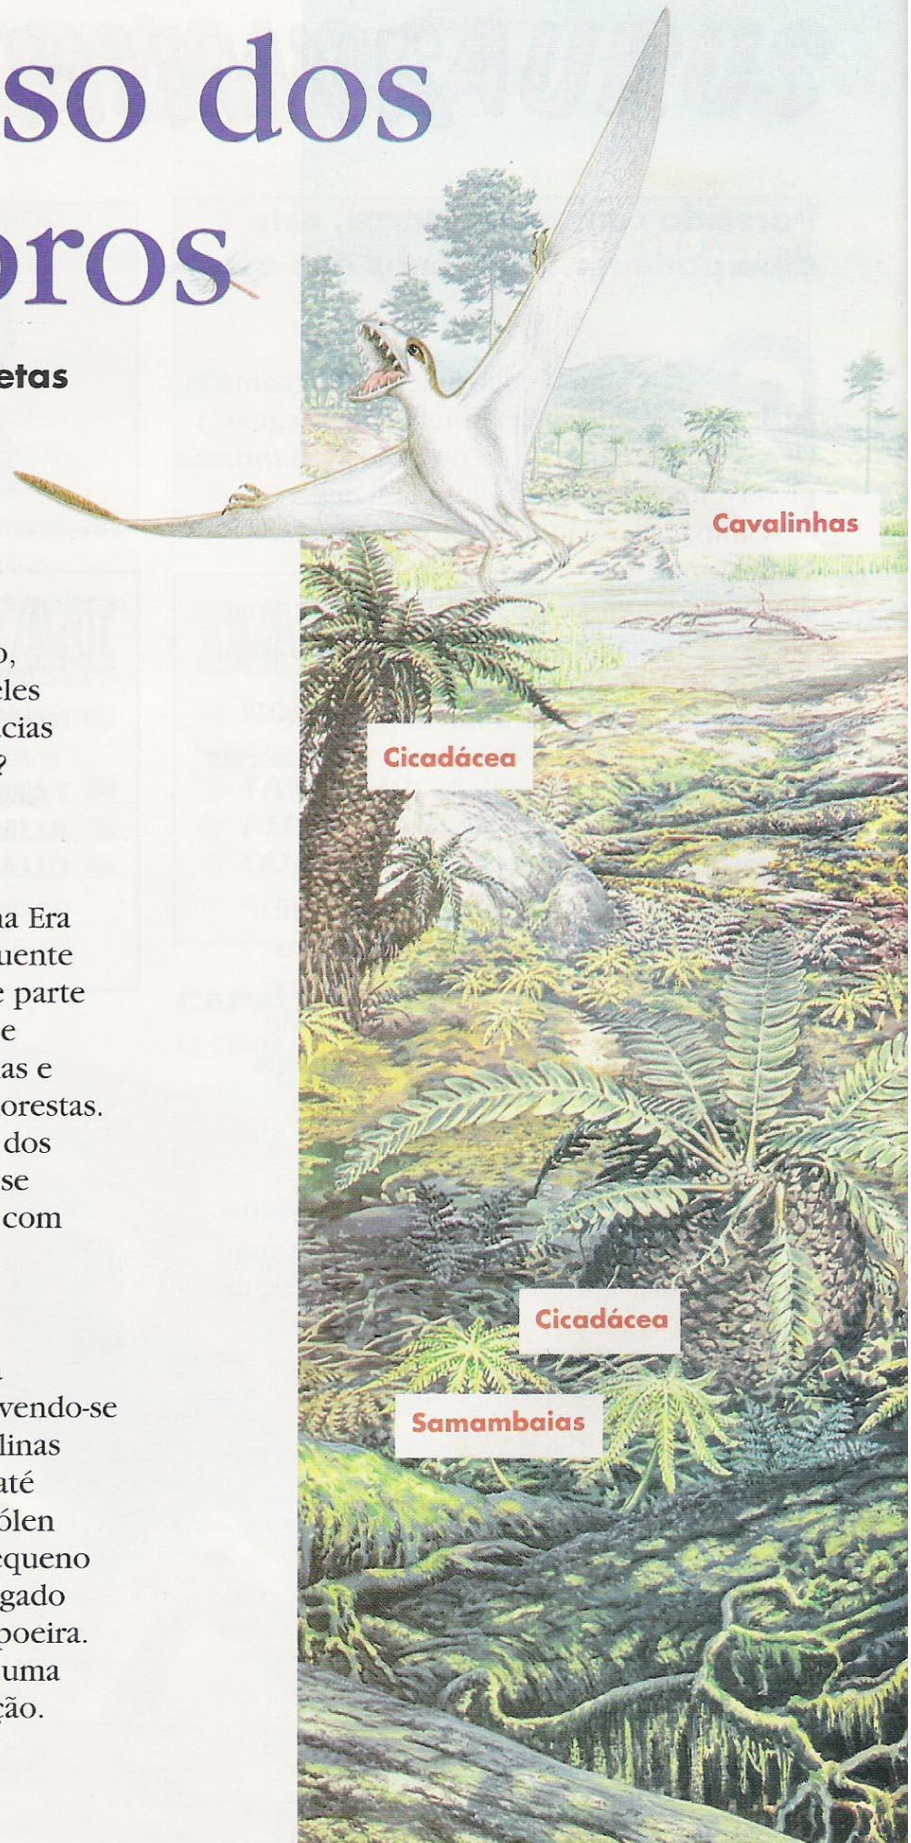 so dos
oros
etas
o,
eles
cias
?
na Era
uente
e parte
e
as e
lorestas.
dos
se
com
vendo-se
linas
até
ólen
equeno
gado
poeira.
uma
ção.
Cavalinhas
Cicadácea
Cicadácea
Samambaias